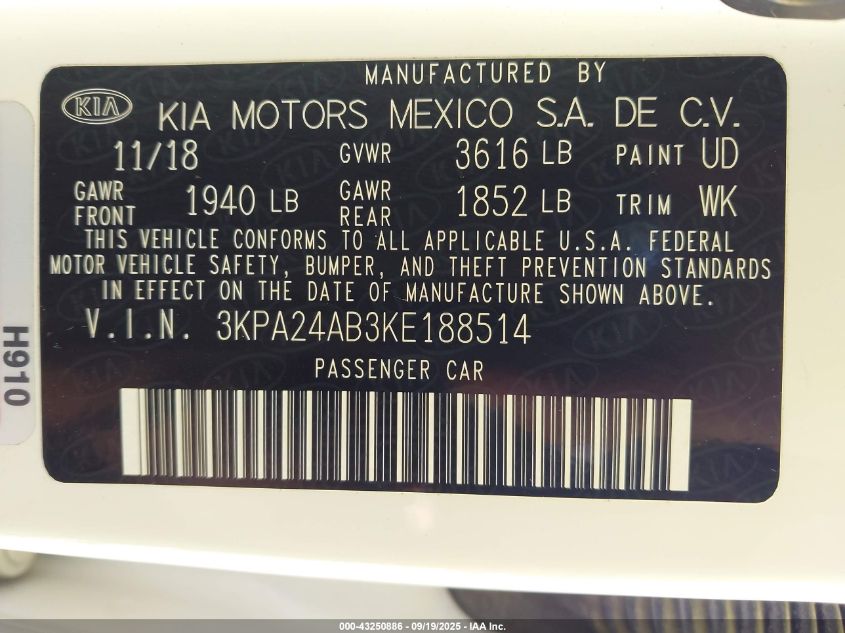 MANUFACTURED BY
KIA
KIA MOTORS MEXICO S.A. DE C.V.
11/18 GVWR 3616 LB PAINT UD
GAWR FRONT 1940 LB GAWR REAR 1852 LB TRIM WK
THIS VEHICLE CONFORMS TO ALL APPLICABLE U.S.A. FEDERAL
MOTOR VEHICLE SAFETY, BUMPER, AND THEFT PREVENTION STANDARDS
IN EFFECT ON THE DATE OF MANUFACTURE SHOWN ABOVE.
V.I.N. 3KPA24AB3KE188514
PASSENGER CAR
H910
000-43250886 - 09/19/2025 - IAA Inc.